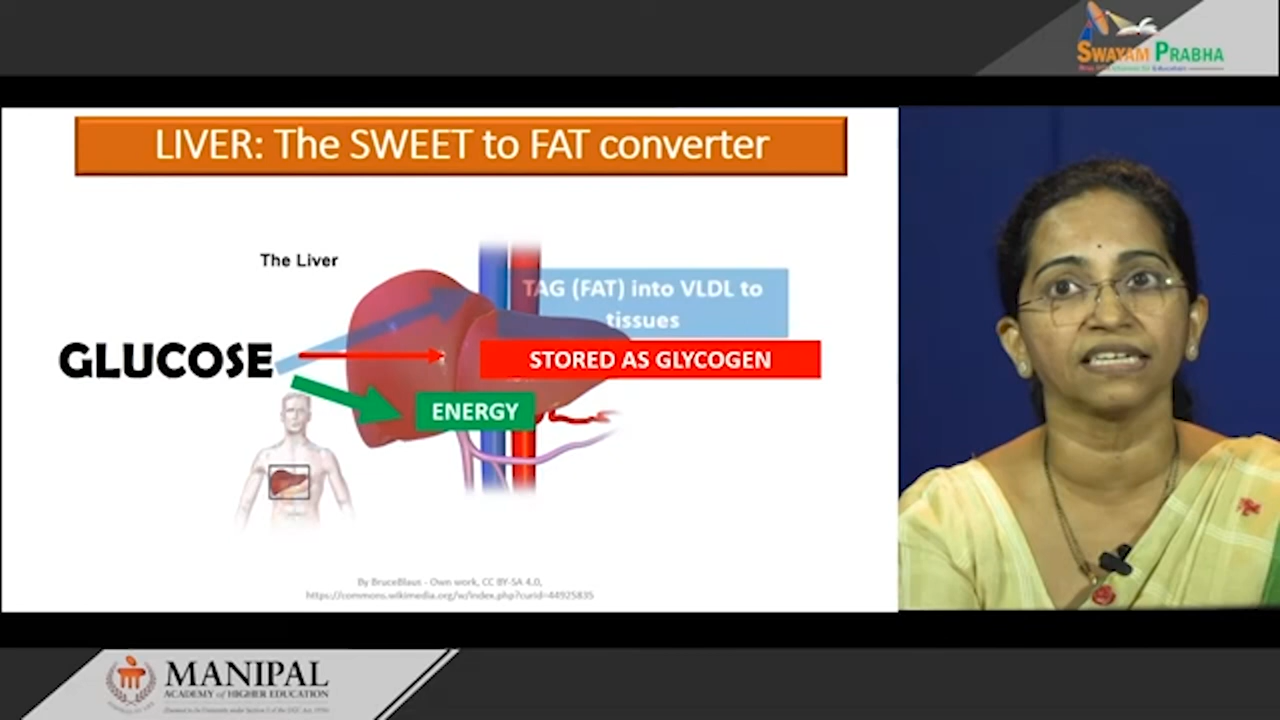 SWAYAM PRABHA
LIVER: The SWEET to FAT converter
The Liver
TAG (FAT) into VLDL to
tissues
GLUCOSE
STORED AS GLYCOGEN
ENERGY
By BruceBlaus - Own work, CC BY-SA 4.0,
https://commons.wikimedia.org/w/index.php?curid=44925835
MANIPAL
ACADEMY of HIGHER EDUCATION